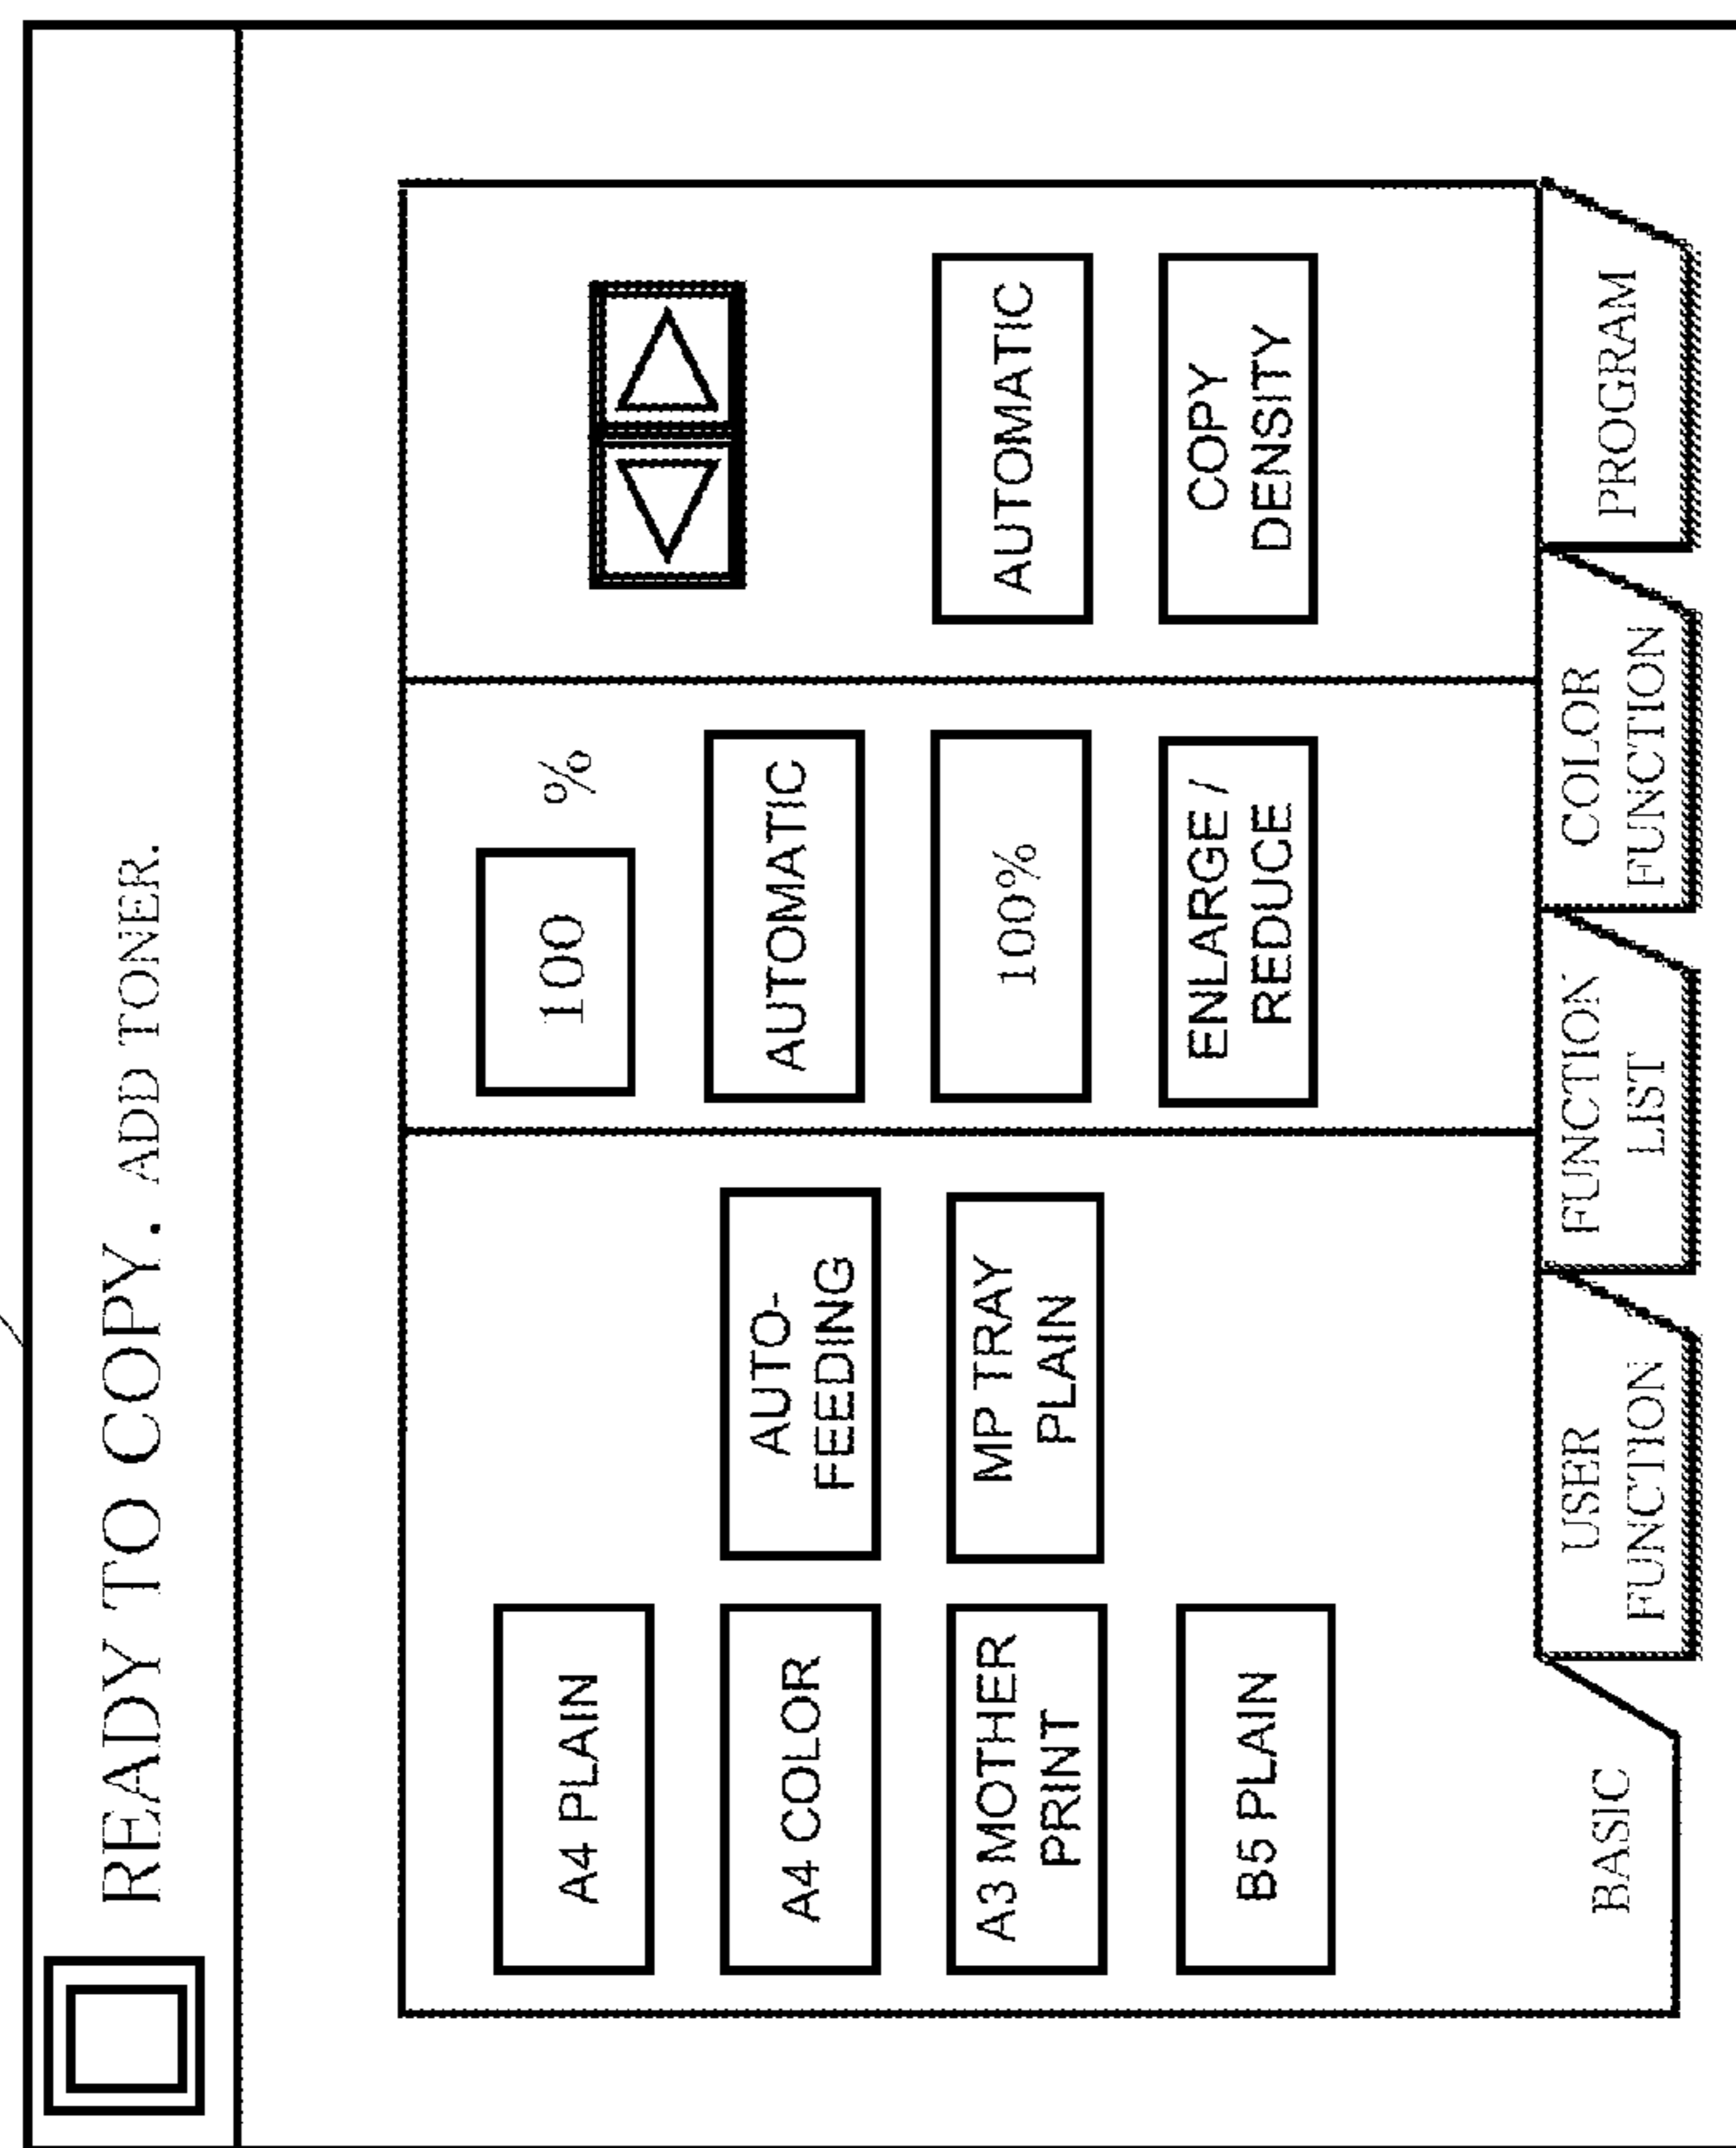 READY TO COPY. ADD TONER.
A4 PLAIN
A4 COLOR
AUTO-
FEEDING
A3 MOTHER
PRINT
MP TRAY
PLAIN
B5 PLAIN
100 %
AUTOMATIC
100%
ENLARGE /
REDUCE
AUTOMATIC
COPY
DENSITY
BASIC
USER
FUNCTION
FUNCTION
LIST
COLOR
FUNCTION
PROGRAM